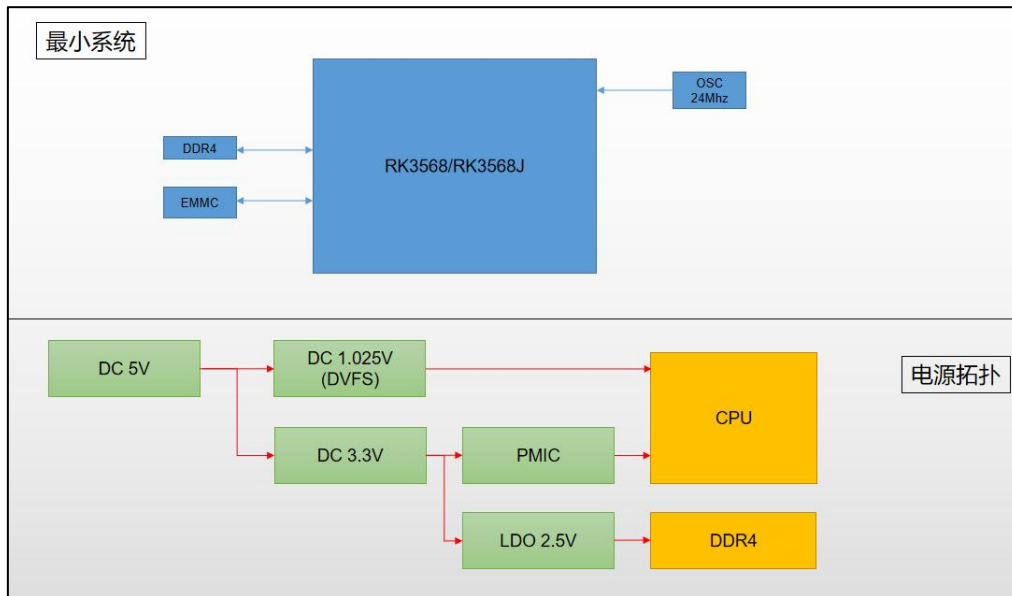 最小系统
OSC
24Mhz
DDR4
RK3568/RK3568J
EMMC
DC 5V
DC 1.025V
(DVFS)
电源拓扑
CPU
DC 3.3V
PMIC
LDO 2.5V
DDR4